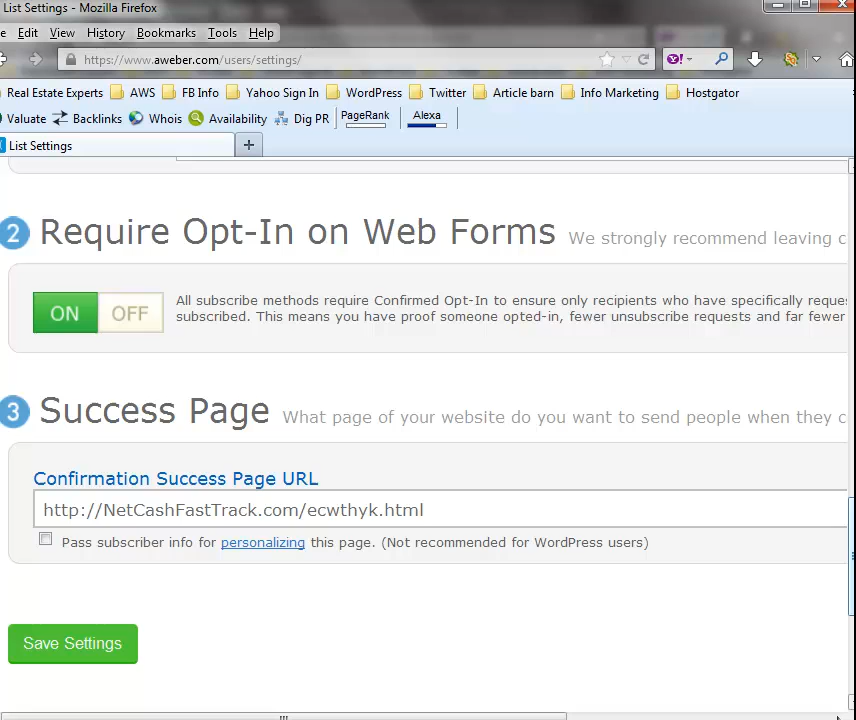 List Settings - Mozilla Firefox
e Edit View History Bookmarks Tools Help
https://www.aweber.com/users/settings/
Real Estate Experts AWS FB Info Yahoo Sign In WordPress Twitter Article barn Info Marketing Hostgator
Valuate Backlinks Whois Availability Dig PR PageRank Alexa
List Settings
2 Require Opt-In on Web Forms We strongly recommend leaving c
ON OFF
All subscribe methods require Confirmed Opt-In to ensure only recipients who have specifically reque
subscribed. This means you have proof someone opted-in, fewer unsubscribe requests and far fewer
3 Success Page What page of your website do you want to send people when they c
Confirmation Success Page URL
http://NetCashFastTrack.com/ecwthyk.html
Pass subscriber info for personalizing this page. (Not recommended for WordPress users)
Save Settings